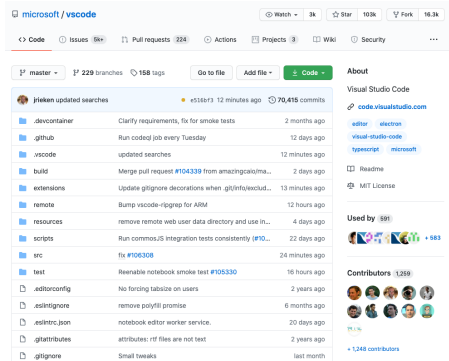 microsoft / vscode
Watch 3k Star 103k Fork 16.3k
Code Issues 5k+ Pull requests 224 Actions Projects 3 Wiki Security ...
master 229 branches 158 tags Go to file Add file Code
jrieken updated searches e516bf3 12 minutes ago 70,415 commits
.devcontainer Clarify requirements, fix for smoke tests 2 months ago
.github Run codeql job every Tuesday 12 days ago
.vscode updated searches 12 minutes ago
build Merge pull request #104339 from amazingcaio/ma... 2 days ago
extensions Update gitignore decorations when .git/info/exclud... 13 minutes ago
remote Bump vscode-ripgrep for ARM 12 hours ago
resources remove remote web user data directory and use in... 4 days ago
scripts Run commosJS integration tests consistently (#10... 22 days ago
src fix #106308 24 minutes ago
test Reenable notebook smoke test #105330 16 hours ago
.editorconfig No forcing tabsize on users 2 years ago
.eslintignore remove polyfill promise 6 months ago
.eslintrc.json notebook editor worker service. 20 days ago
.gitattributes attributes: rtf files are not text 2 years ago
.gitignore Small tweaks last month
About
Visual Studio Code
code.visualstudio.com
editor electron
visual-studio-code
typescript microsoft
Readme
MIT License
Used by 591
+ 583
Contributors 1,259
+ 1,248 contributors